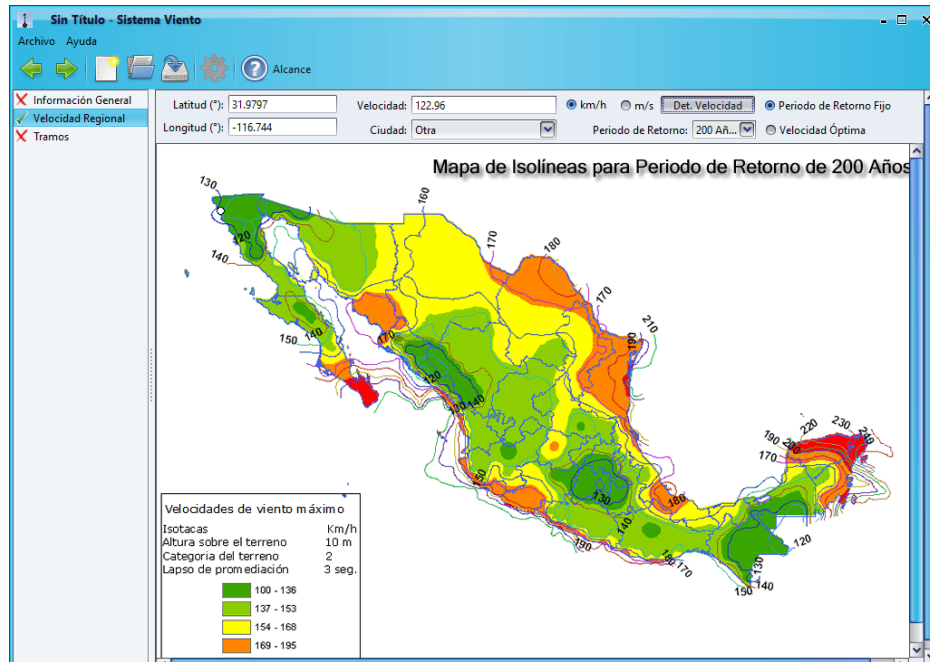 Sin Título - Sistema Viento
Archivo Ayuda
? Alcance
Información General
Velocidad Regional
Tramos
Latitud (°): 31.9797 Velocidad: 122.96 km/h m/s Det. Velocidad Periodo de Retorno Fijo
Longitud (°): -116.744 Ciudad: Otra Periodo de Retorno: 200 Añ... Velocidad Óptima
Mapa de Isolíneas para Periodo de Retorno de 200 Años
130
160
170
180
120
140
170
210
190
150
140
170
120
130
140
230
220
240
190
200
170
150
130
180
140
190
120
130
180
170
150
140
Velocidades de viento máximo
Isotacas Km/h
Altura sobre el terreno 10 m
Categoria del terreno 2
Lapso de promediación 3 seg.
100 - 136
137 - 153
154 - 168
169 - 195